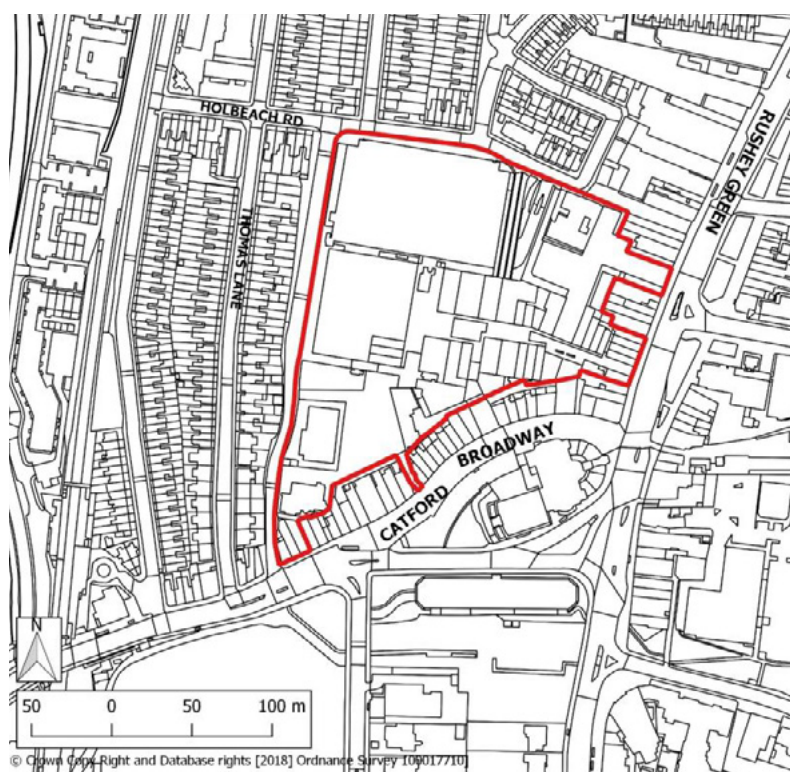 HOLBEACH RD
RUSHEY GREEN
THOMAS LANE
CATFORD BROADWAY
N
50 0 50 100 m
© Crown Copy Right and Database rights [2018] Ordnance Survey 100017710]